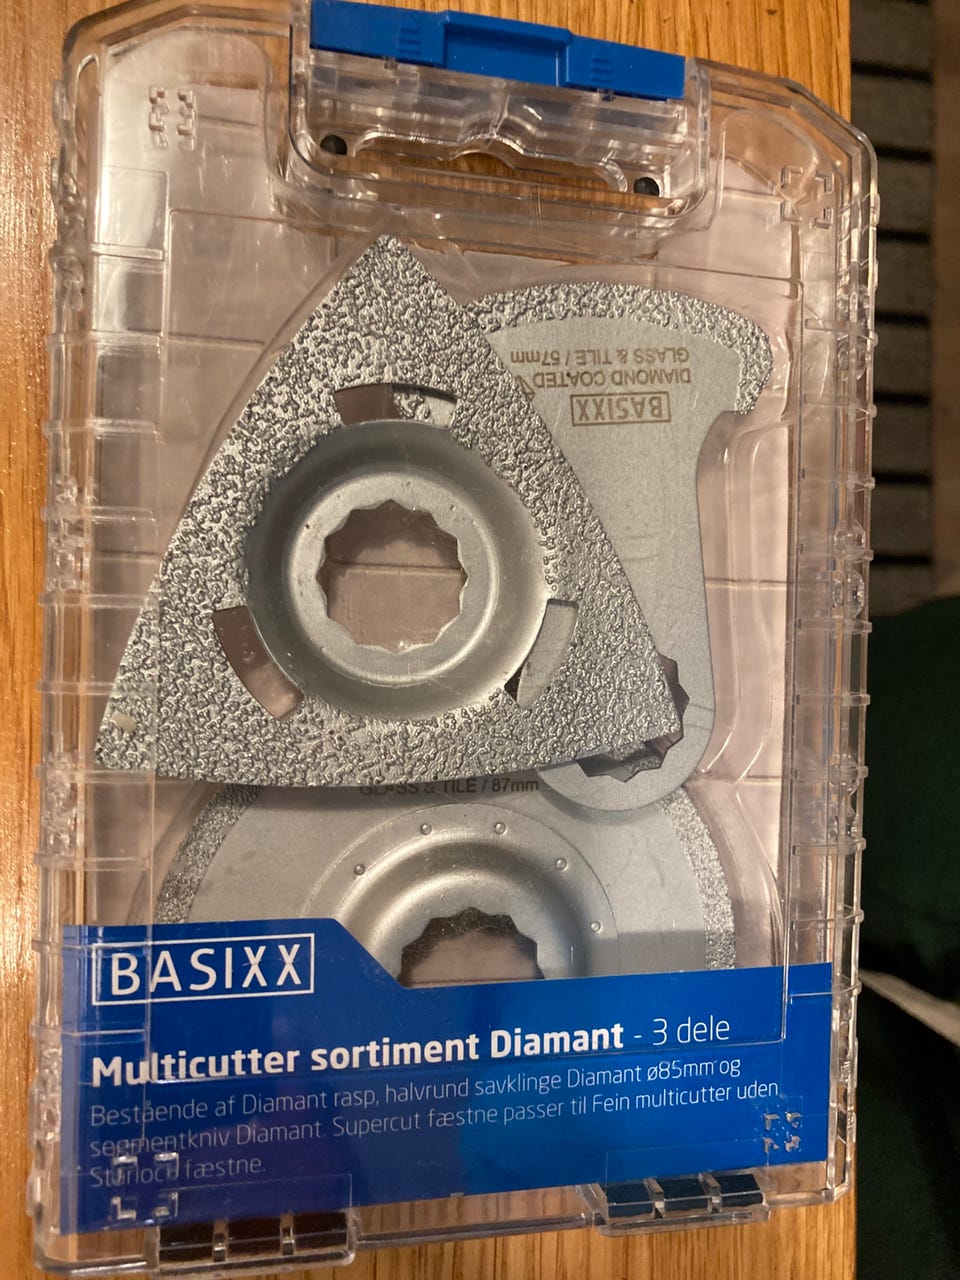 DIAMOND COATED
GLASS & TILE / 57mm
BASIXX
GLASS & TILE / 87mm
BASIXX
Multicutter sortiment Diamant - 3 dele
Bestående af Diamant rasp, halvrund savklinge Diamant ø85mm og
segmentkniv Diamant. Supercut fæstne passer til Fein multicutter uden
Starlock fæstne.